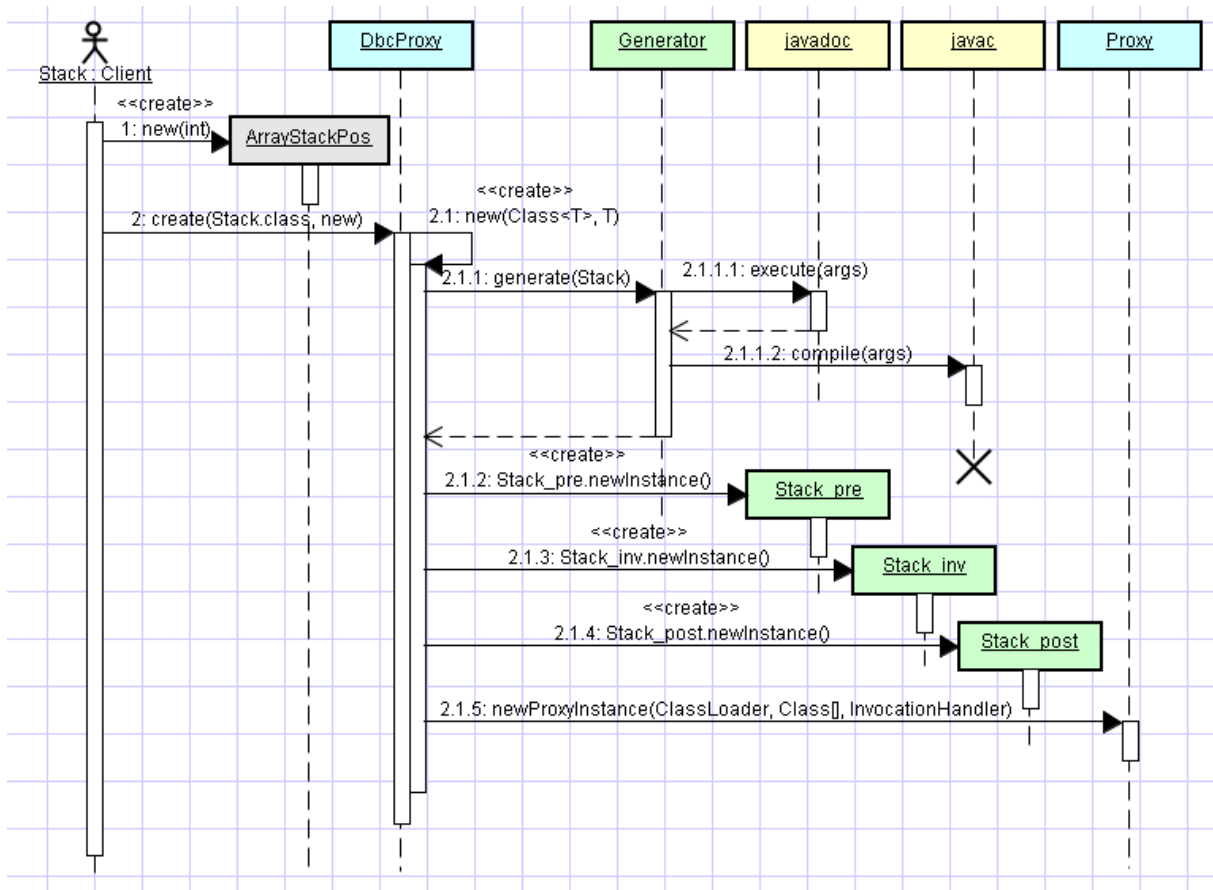 DbcProxy
Generator
javadoc
javac
Proxy
Stack : Client
<<create>>
1: new(int)
ArrayStackPos
<<create>>
2: create(Stack.class, new)
2.1: new(Class<T>, T)
2.1.1: generate(Stack)
2.1.1.1: execute(args)
2.1.1.2: compile(args)
<<create>>
2.1.2: Stack_pre.newInstance()
Stack_pre
<<create>>
2.1.3: Stack_inv.newInstance()
Stack_inv
<<create>>
2.1.4: Stack_post.newInstance()
Stack_post
2.1.5: newProxyInstance(ClassLoader, Class[], InvocationHandler)